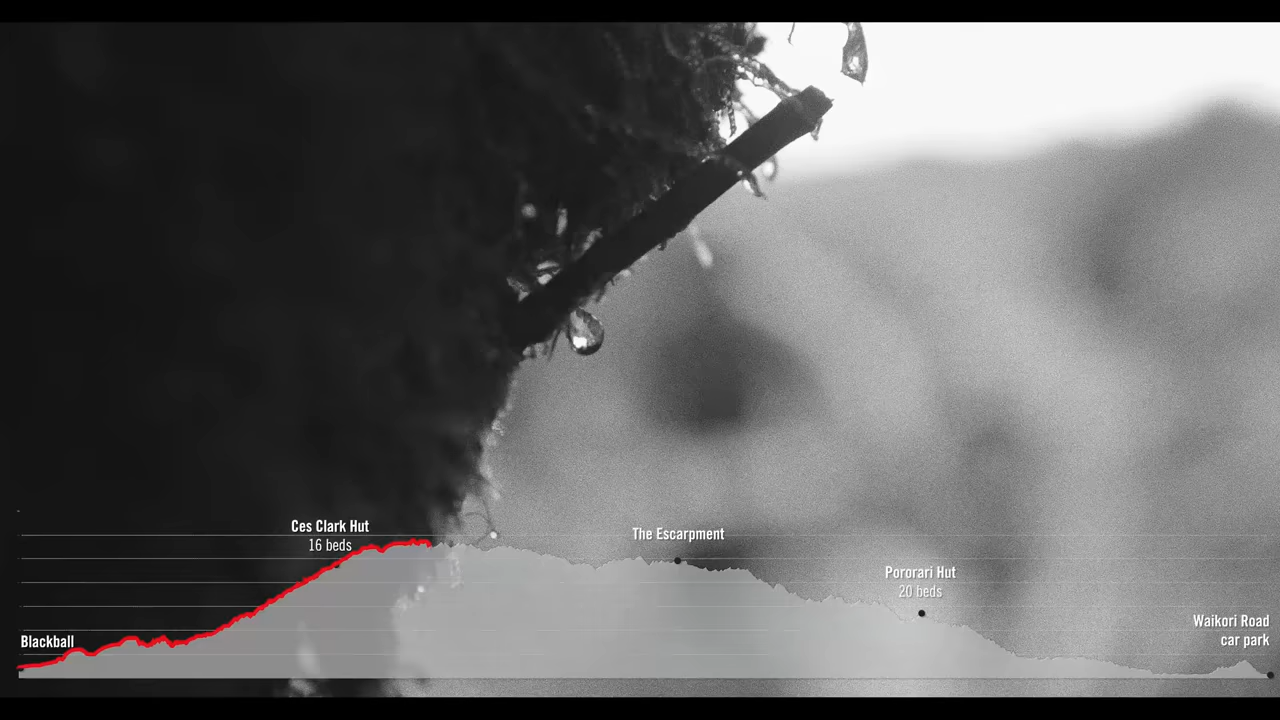 Ces Clark Hut
16 beds
The Escarpment
Pororari Hut
20 beds
Waikori Road
car park
Blackball